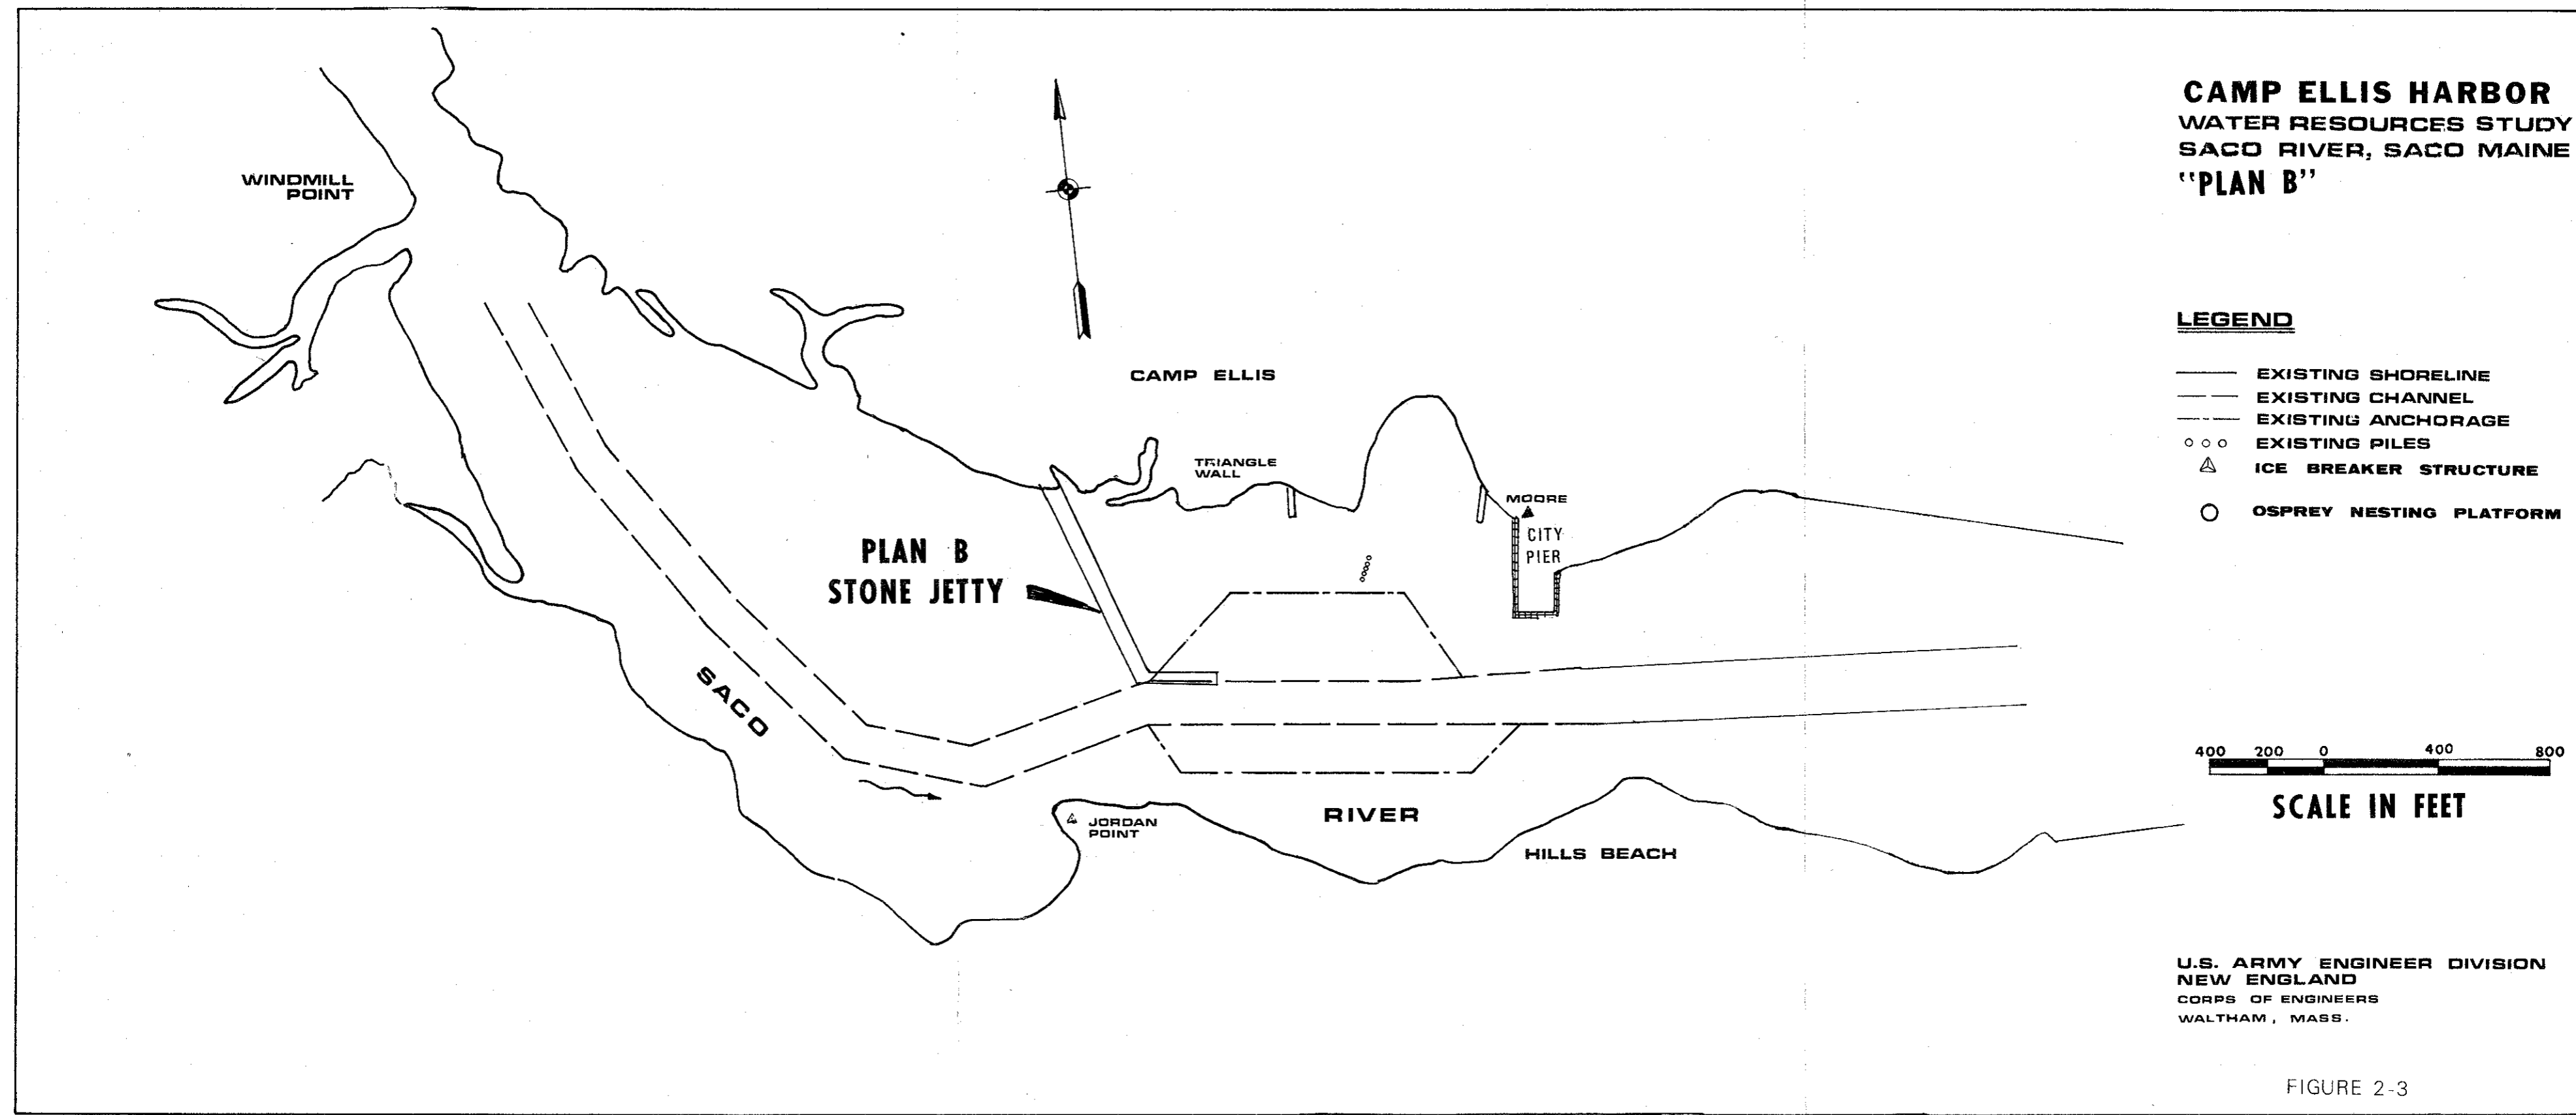 CAMP ELLIS HARBOR
WATER RESOURCES STUDY
SACO RIVER, SACO MAINE
"PLAN B"
WINDMILL
POINT
LEGEND
EXISTING SHORELINE
EXISTING CHANNEL
EXISTING ANCHORAGE
EXISTING PILES
ICE BREAKER STRUCTURE
OSPREY NESTING PLATFORM
CAMP ELLIS
TRIANGLE
WALL
MOORE
CITY
PIER
PLAN B
STONE JETTY
SACO
RIVER
JORDAN
POINT
HILLS BEACH
400 200 0 400 800
SCALE IN FEET
U.S. ARMY ENGINEER DIVISION
NEW ENGLAND
CORPS OF ENGINEERS
WALTHAM, MASS.
FIGURE 2-3